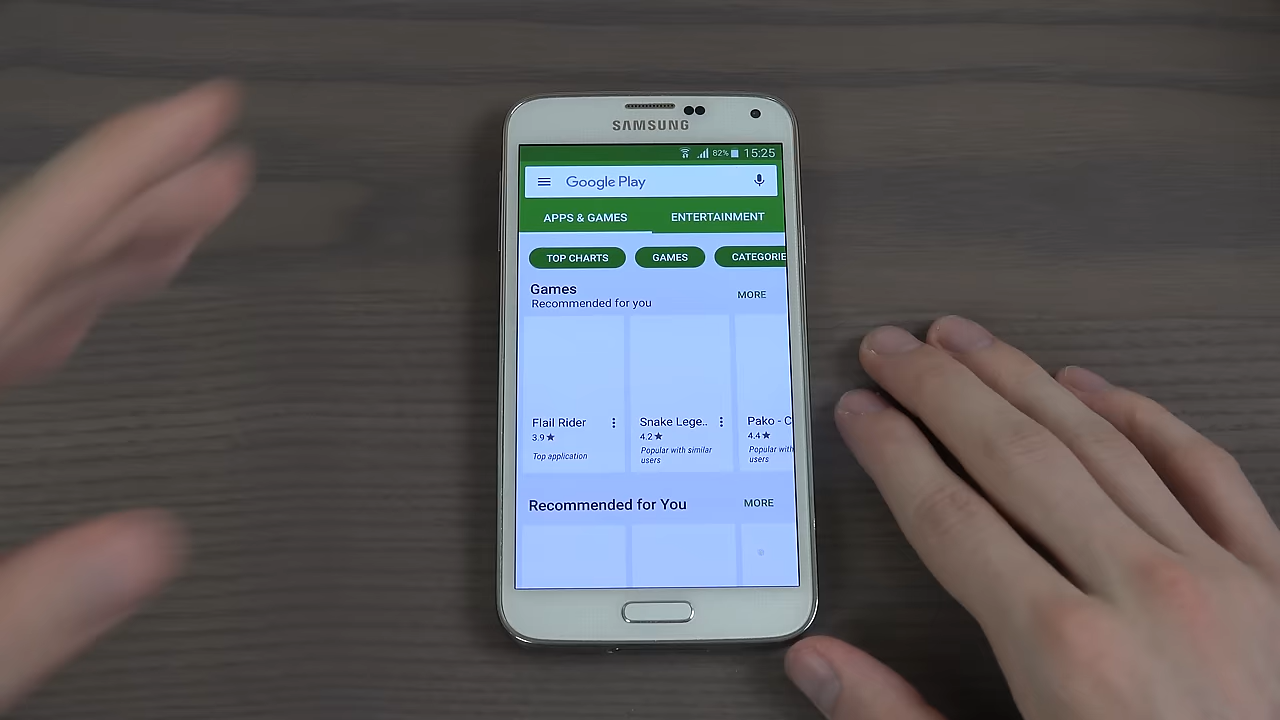 SAMSUNG
82% 15:25
Google Play
APPS & GAMES ENTERTAINMENT
TOP CHARTS GAMES CATEGORIE
Games
Recommended for you
MORE
Flail Rider Snake Lege.. Pako - C
3.9★ 4.2★ 4.4★
Top application Popular with similar Popular with
users users
Recommended for You MORE